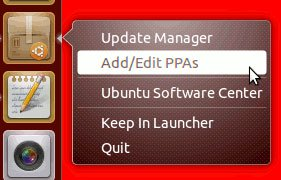 Update Manager
Add/Edit PPAs
Ubuntu Software Center
Keep In Launcher
Quit